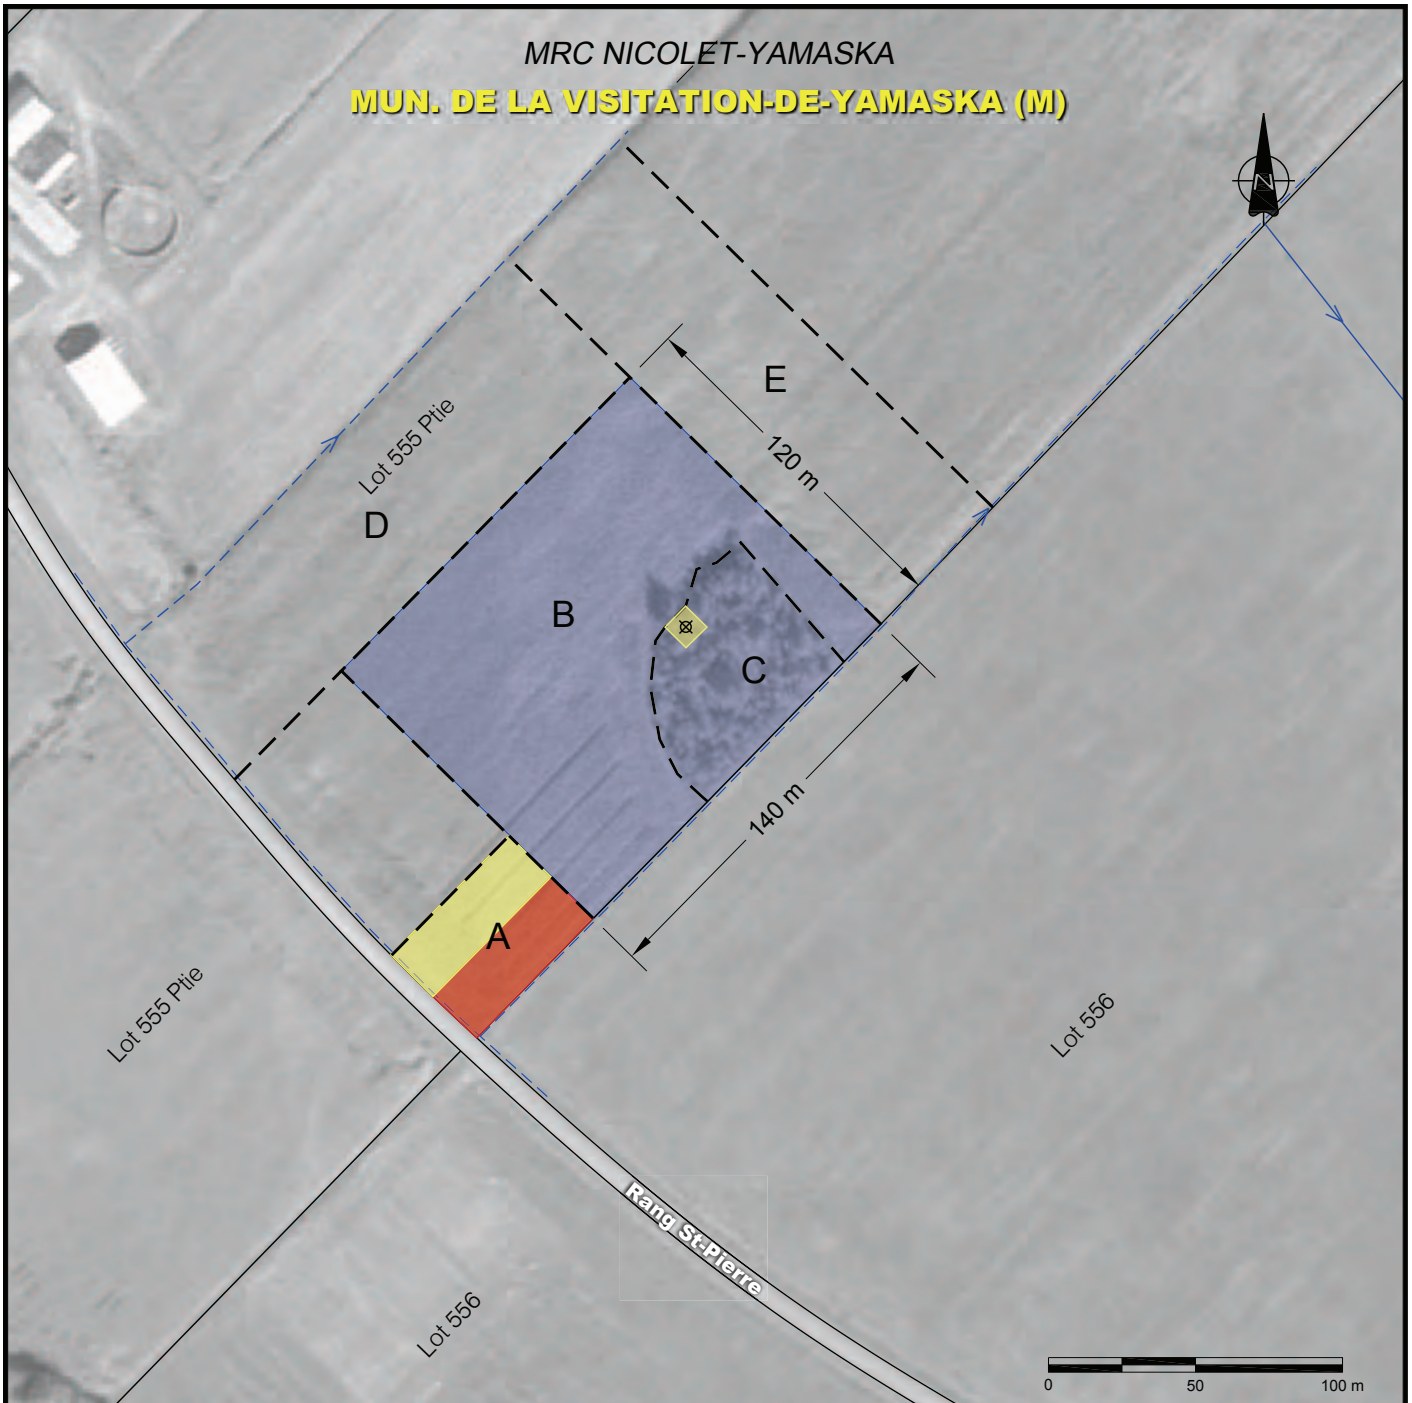 MRC NICOLET-YAMASKA
MUN. DE LA VISITATION-DE-YAMASKA (M)
N
E
120 m
Lot 555 Ptie
D
B
C
140 m
A
Lot 555 Ptie
Lot 556
Rang St-Pierre
Lot 556
0 50 100 m